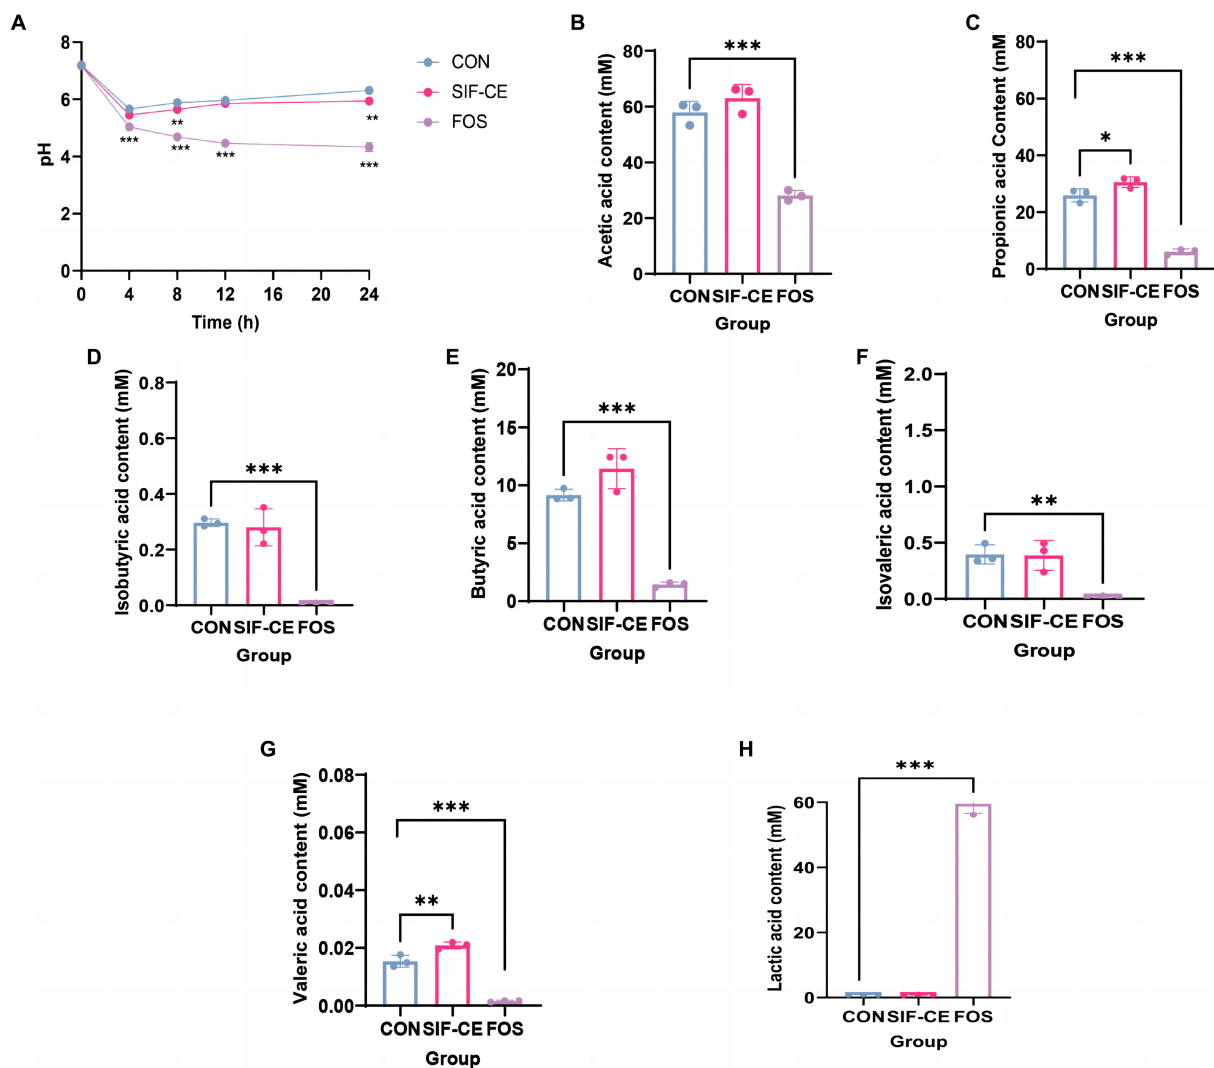 A
8
6
4
2
0
pH
0 4 8 12 16 20 24
Time (h)
**
***
***
***
**
***
CON
SIF-CE
FOS
B
80
60
40
20
0
Acetic acid content (mM)
***
CON SIF-CE FOS
Group
C
80
60
40
20
0
Propionic acid Content (mM)
***
*
CON SIF-CE FOS
Group
D
0.8
0.6
0.4
0.2
0.0
Isobutyric acid content (mM)
***
CON SIF-CE FOS
Group
E
20
15
10
5
0
Butyric acid content (mM)
***
CON SIF-CE FOS
Group
F
2.0
1.5
1.0
0.5
0.0
Isovaleric acid content (mM)
**
CON SIF-CE FOS
Group
G
0.08
0.06
0.04
0.02
0.00
Valeric acid content (mM)
***
**
CON SIF-CE FOS
Group
H
60
40
20
0
Lactic acid content (mM)
***
CON SIF-CE FOS
Group